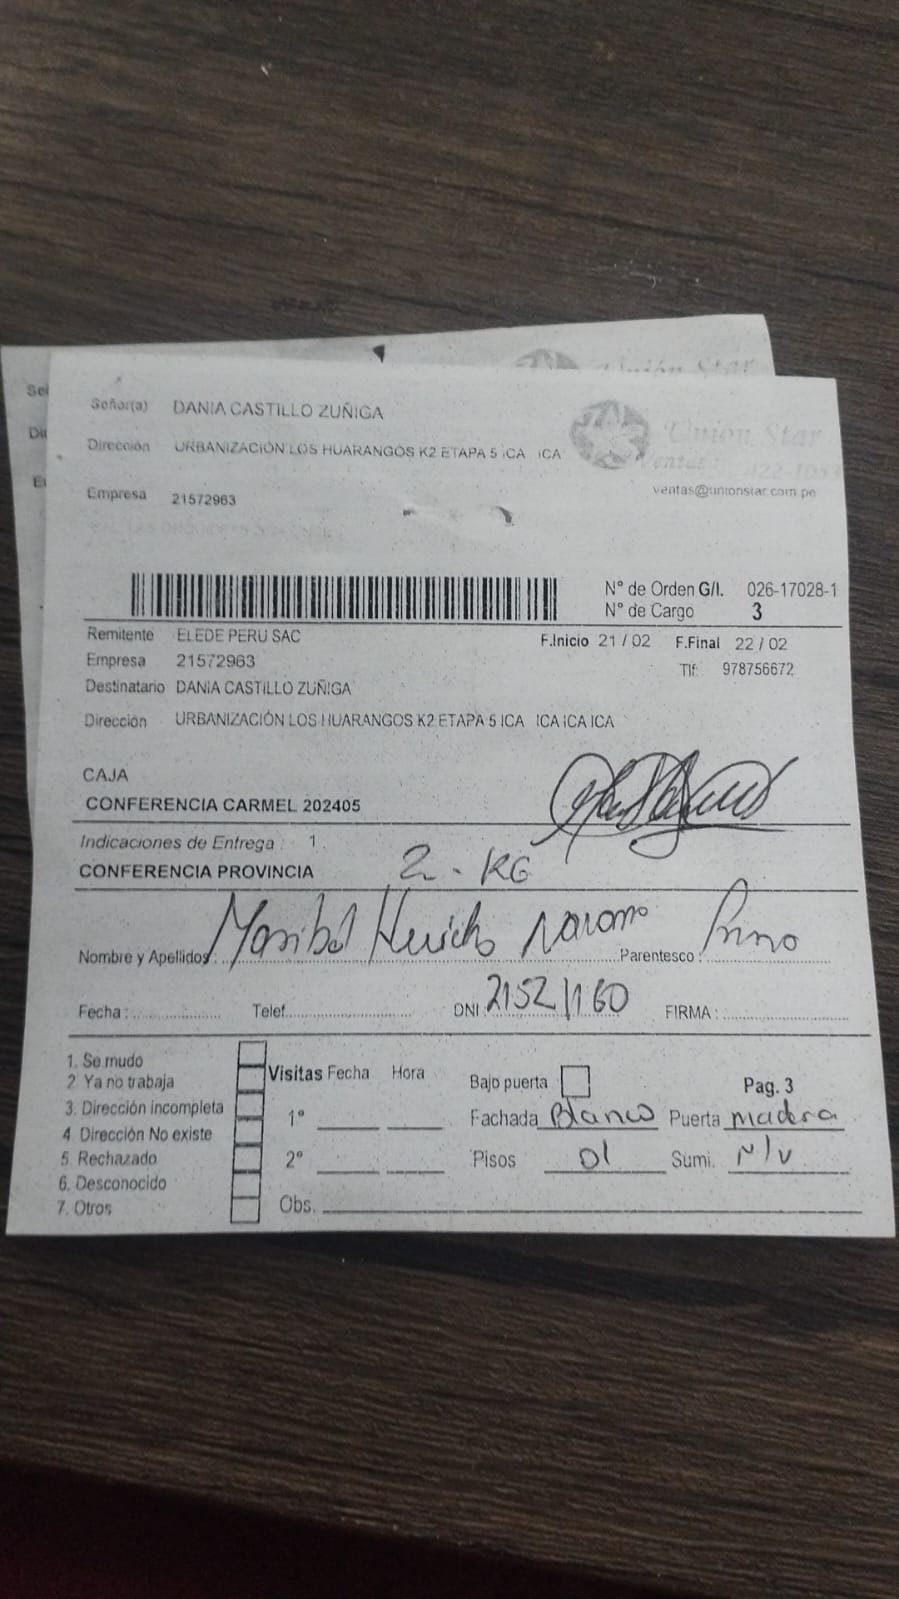 Señor(a) DANIA CASTILLO ZUÑIGA
Dirección URBANIZACIÓN LOS HUARANGOS K2 ETAPA 5 ICA ICA
Empresa 21572963
Unión Star
Ventas:
ventas@unionstar.com.pe
N° de Orden G/I. 026-17028-1
N° de Cargo 3
Remitente ELEDE PERU SAC
F.Inicio 21 / 02 F.Final 22 / 02
Empresa 21572963
Tlf: 978756672
Destinatario DANIA CASTILLO ZUÑIGA
Dirección URBANIZACIÓN LOS HUARANGOS K2 ETAPA 5 ICA ICA ICA ICA
CAJA
CONFERENCIA CARMEL 202405
Indicaciones de Entrega : 1
CONFERENCIA PROVINCIA 2 - KG
Nombre y Apellidos: Maribel Parentesco :
Fecha : Telef. DNI 21521160 FIRMA :
1. Se mudo
2 Ya no trabaja
3. Dirección incompleta
4 Dirección No existe
5. Rechazado
6. Desconocido
7. Otros
Visitas Fecha Hora
1°
2°
Obs.
Bajo puerta Pag. 3
Fachada Blanco Puerta madera
Pisos 01 Sumi. N/V